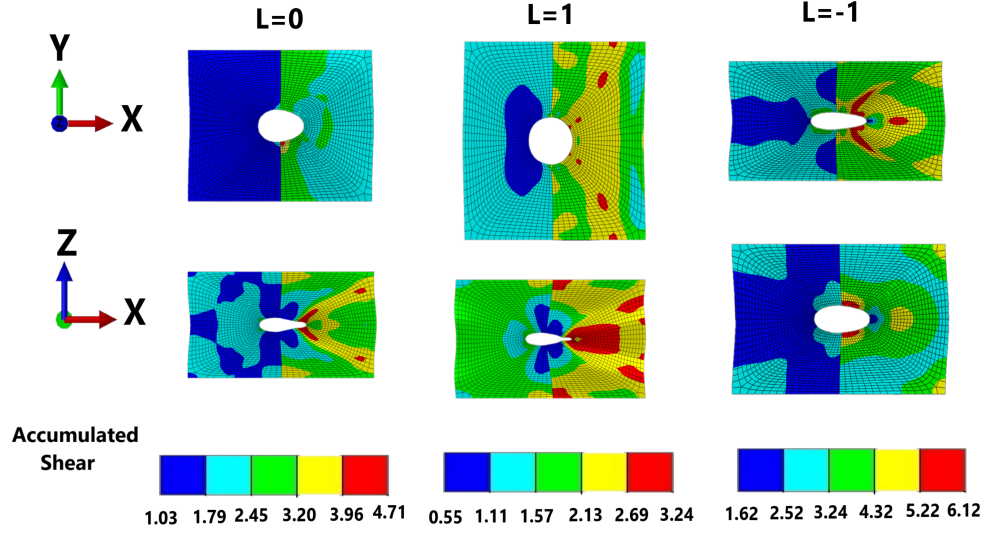 L=0 L=1 L=-1
Y
X
Z
X
Accumulated
Shear
1.03 1.79 2.45 3.20 3.96 4.71
0.55 1.11 1.57 2.13 2.69 3.24
1.62 2.52 3.24 4.32 5.22 6.12